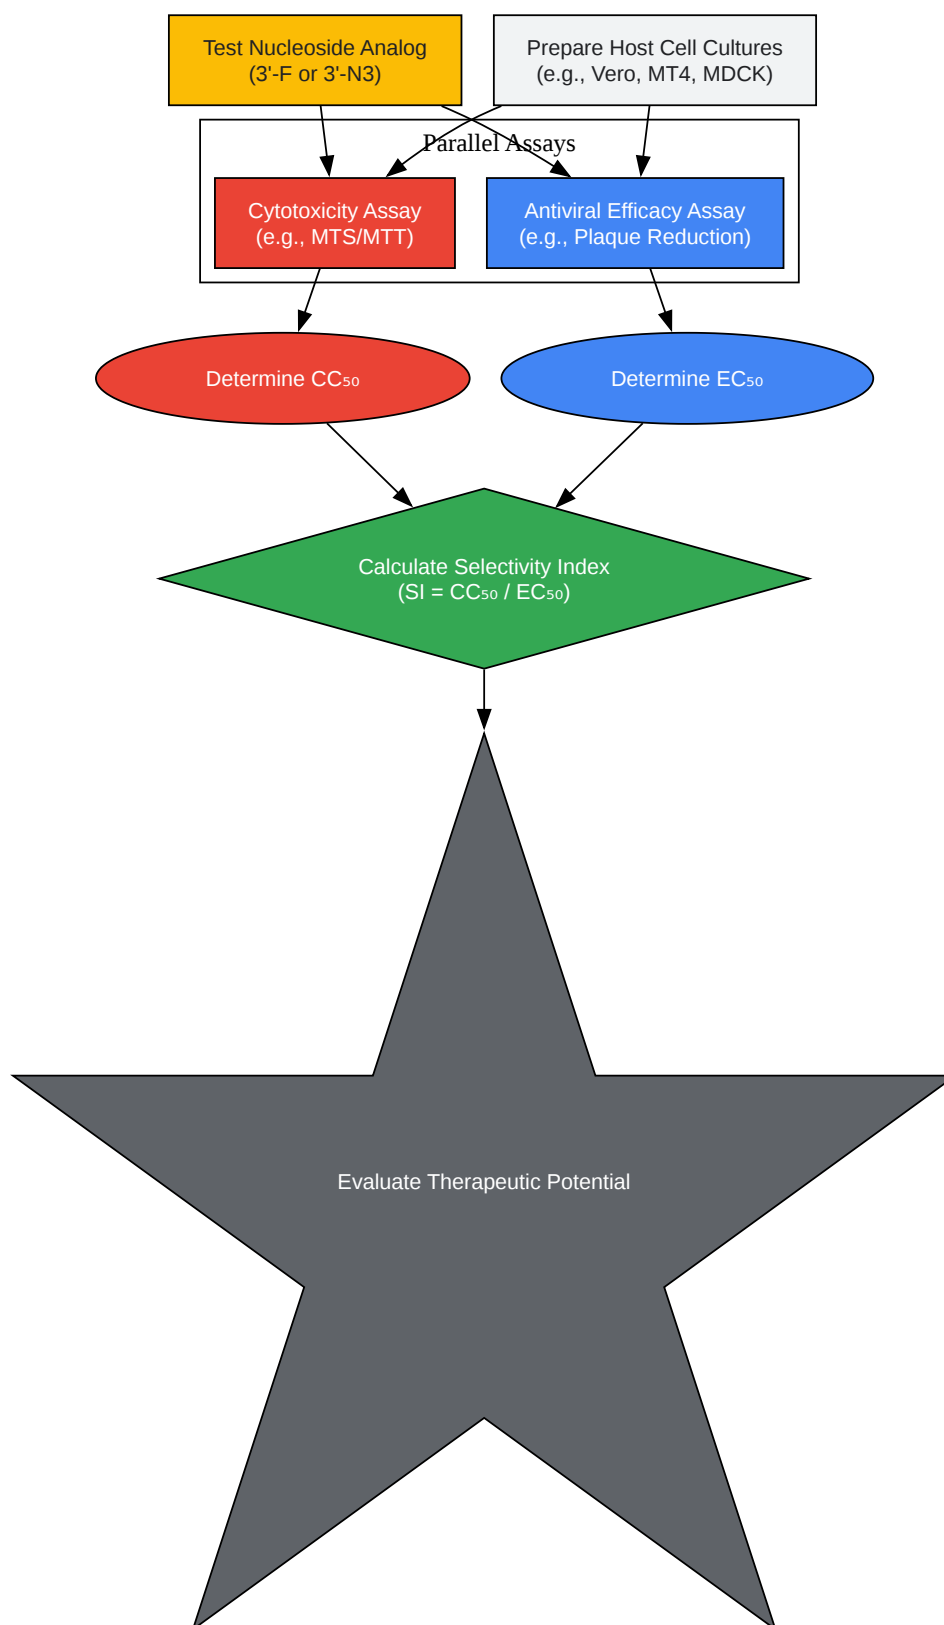 Test Nucleoside Analog
(3'-F or 3'-N3)
Prepare Host Cell Cultures
(e.g., Vero, MT4, MDCK)
Parallel Assays
Cytotoxicity Assay
(e.g., MTS/MTT)
Antiviral Efficacy Assay
(e.g., Plaque Reduction)
Determine CC₅₀
Determine EC₅₀
Calculate Selectivity Index
(SI = CC₅₀ / EC₅₀)
Evaluate Therapeutic Potential